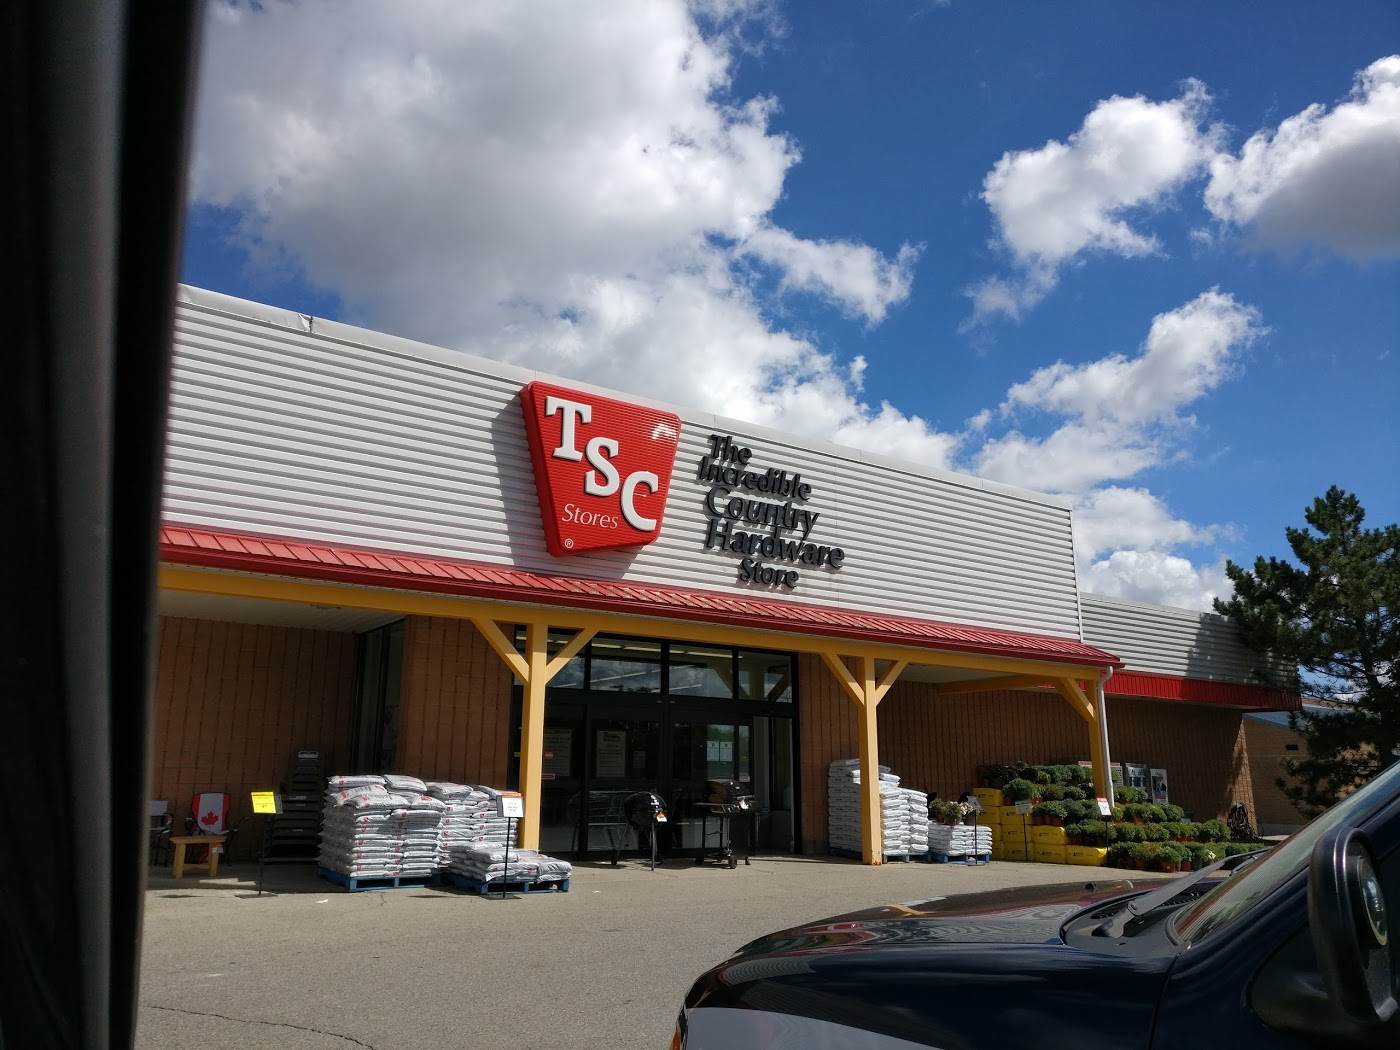 TSC
Stores
®
The
Incredible
Country
Hardware
Store